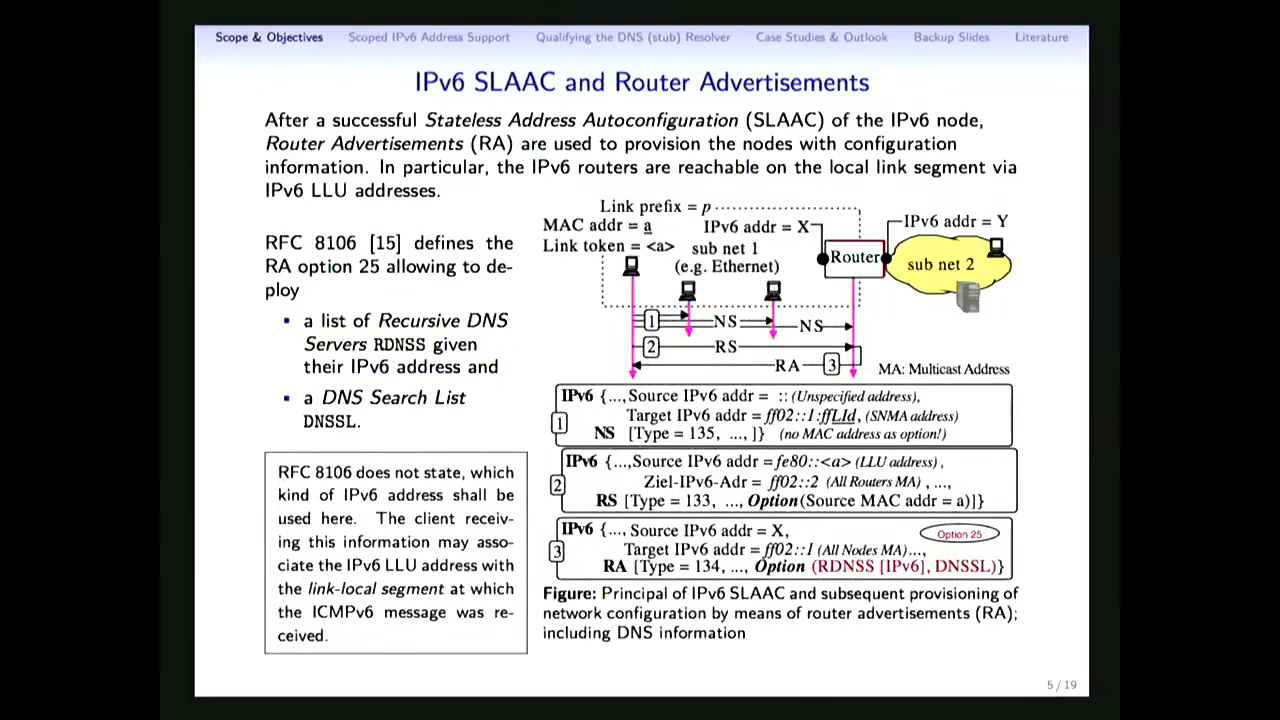 Scope & Objectives Scoped IPv6 Address Support Qualifying the DNS (stub) Resolver Case Studies & Outlook Backup Slides Literature
IPv6 SLAAC and Router Advertisements
After a successful Stateless Address Autoconfiguration (SLAAC) of the IPv6 node,
Router Advertisements (RA) are used to provision the nodes with configuration
information. In particular, the IPv6 routers are reachable on the local link segment via
IPv6 LLU addresses.
RFC 8106 [15] defines the
RA option 25 allowing to de-
ploy
a list of Recursive DNS
Servers RDNSS given
their IPv6 address and
a DNS Search List
DNSSL.
RFC 8106 does not state, which
kind of IPv6 address shall be
used here. The client receiv-
ing this information may asso-
ciate the IPv6 LLU address with
the link-local segment at which
the ICMPv6 message was re-
ceived.
Link prefix = p
MAC addr = a IPv6 addr = X IPv6 addr = Y
Link token = <a> sub net 1
(e.g. Ethernet)
Router
sub net 2
1 NS NS
2 RS
RA 3
MA: Multicast Address
IPv6 {...,Source IPv6 addr = :: (Unspecified address),
1 Target IPv6 addr = ff02::1:ffLId, (SNMA address)
NS [Type = 135, ..., ]} (no MAC address as option!)
IPv6 {...,Source IPv6 addr =fe80::<a> (LLU address) ,
2 Ziel-IPv6-Adr = ff02::2 (All Routers MA) , ...,
RS [Type = 133, ..., Option(Source MAC addr = a)]}
IPv6 {..., Source IPv6 addr = X, Option 25
3 Target IPv6 addr = ff02::1 (All Nodes MA)...,
RA [Type = 134, ..., Option (RDNSS [IPv6], DNSSL)}
Figure: Principal of IPv6 SLAAC and subsequent provisioning of
network configuration by means of router advertisements (RA);
including DNS information
5 / 19